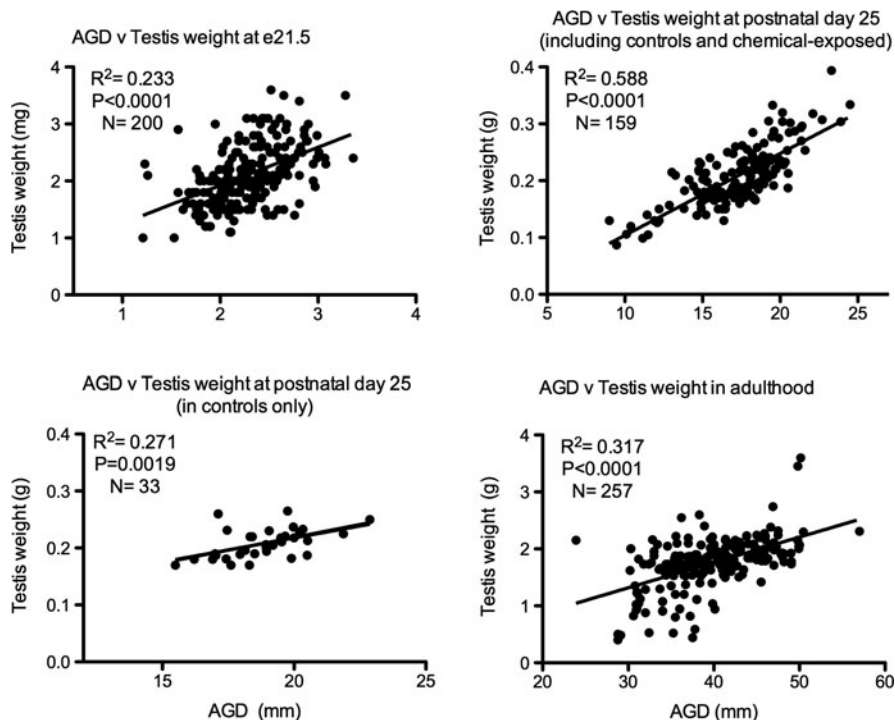 AGD v Testis weight at e21.5
R²= 0.233
P<0.0001
N= 200
Testis weight (mg)
4
3
2
1
0
1
2
3
4
AGD v Testis weight at postnatal day 25
(including controls and chemical-exposed)
R²= 0.588
P<0.0001
N= 159
Testis weight (g)
0.4
0.3
0.2
0.1
0.0
5
10
15
20
25
AGD v Testis weight at postnatal day 25
(in controls only)
R²= 0.271
P=0.0019
N= 33
Testis weight (g)
0.4
0.3
0.2
0.1
0.0
15
20
25
AGD (mm)
AGD v Testis weight in adulthood
R²= 0.317
P<0.0001
N= 257
Testis weight (g)
4
3
2
1
0
20
30
40
50
60
AGD (mm)